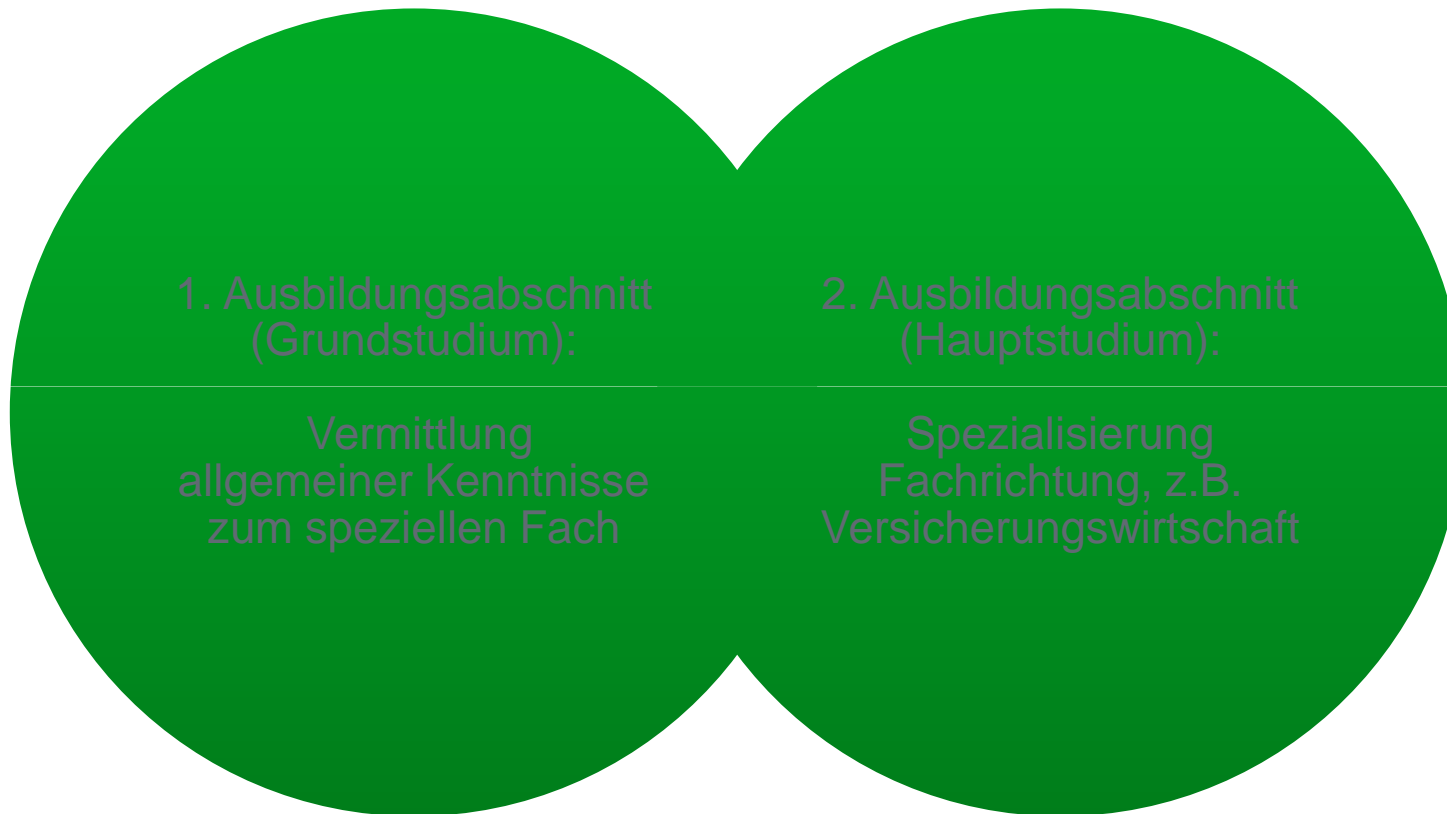 1. Ausbildungsabschnitt
(Grundstudium):
Vermittlung
allgemeiner Kenntnisse
zum speziellen Fach
2. Ausbildungsabschnitt
(Hauptstudium):
Spezialisierung
Fachrichtung, z.B.
Versicherungswirtschaft